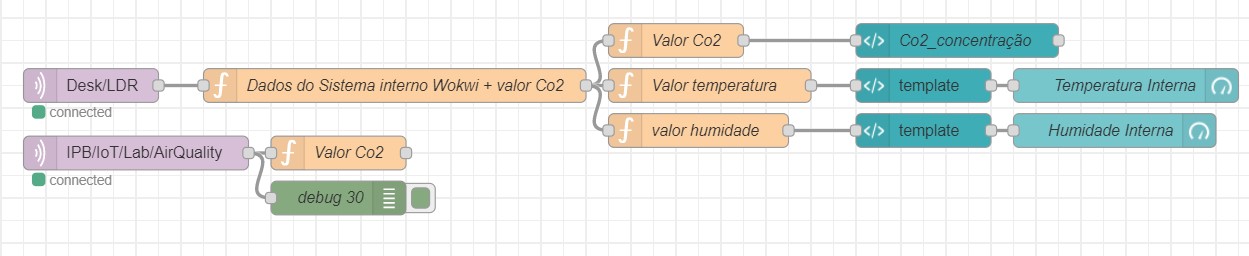 Valor Co2
Co2_concentração
Desk/LDR
Dados do Sistema interno Wokwi + valor Co2
Valor temperatura
template
Temperatura Interna
connected
valor humidade
template
Humidade Interna
IPB/IoT/Lab/AirQuality
Valor Co2
connected
debug 30